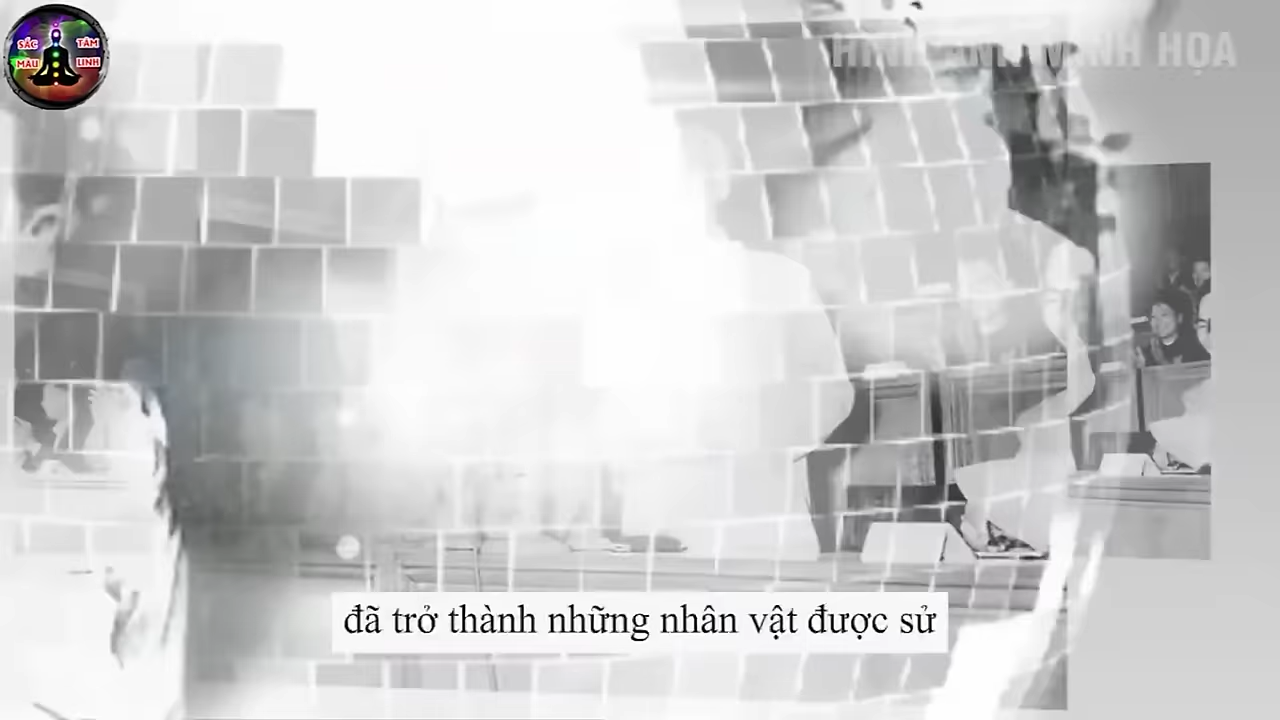 SẮC TÂM
MÀU LINH
HÌNH ẢNH MINH HỌA
đã trở thành những nhân vật được sử